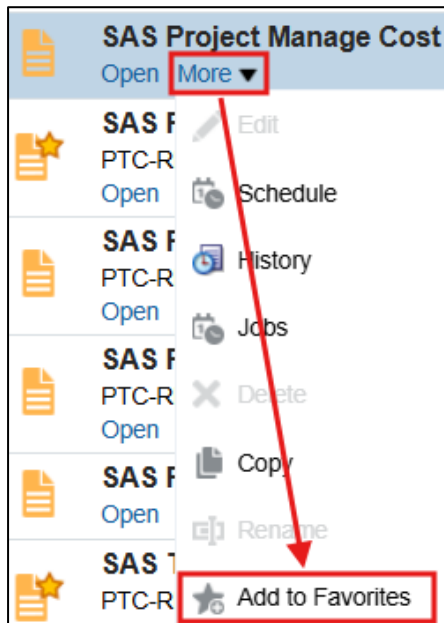 SAS Project Manage Cost
Open More
SAS
PTC-R
Open
SAS
PTC-R
Open
SAS
PTC-R
Open
SAS
Open
SAS
PTC-R
Edit
Schedule
History
Jobs
Delete
Copy
Rename
Add to Favorites